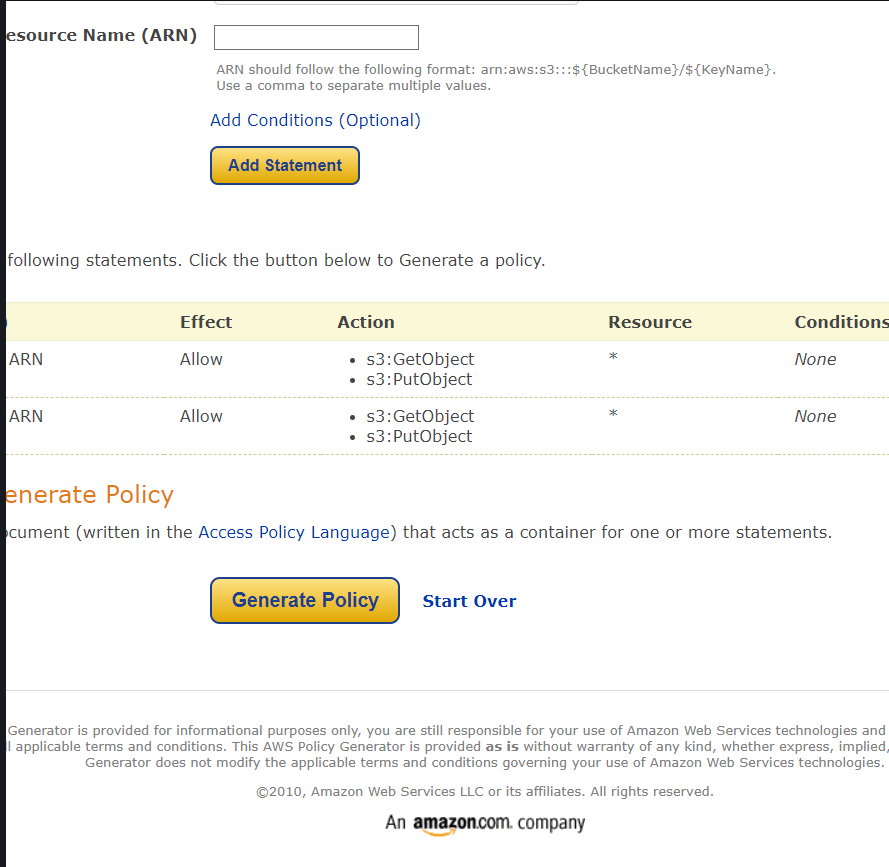 esource Name (ARN)
ARN should follow the following format: arn:aws:s3:::${BucketName}/${KeyName}.
Use a comma to separate multiple values.
Add Conditions (Optional)
Add Statement
following statements. Click the button below to Generate a policy.
) Effect Action Resource Conditions
ARN Allow • s3:GetObject * None
• s3:PutObject
ARN Allow • s3:GetObject * None
• s3:PutObject
enerate Policy
ocument (written in the Access Policy Language) that acts as a container for one or more statements.
Generate Policy Start Over
Generator is provided for informational purposes only, you are still responsible for your use of Amazon Web Services technologies and
ll applicable terms and conditions. This AWS Policy Generator is provided as is without warranty of any kind, whether express, implied,
Generator does not modify the applicable terms and conditions governing your use of Amazon Web Services technologies.
©2010, Amazon Web Services LLC or its affiliates. All rights reserved.
An amazon.com. company